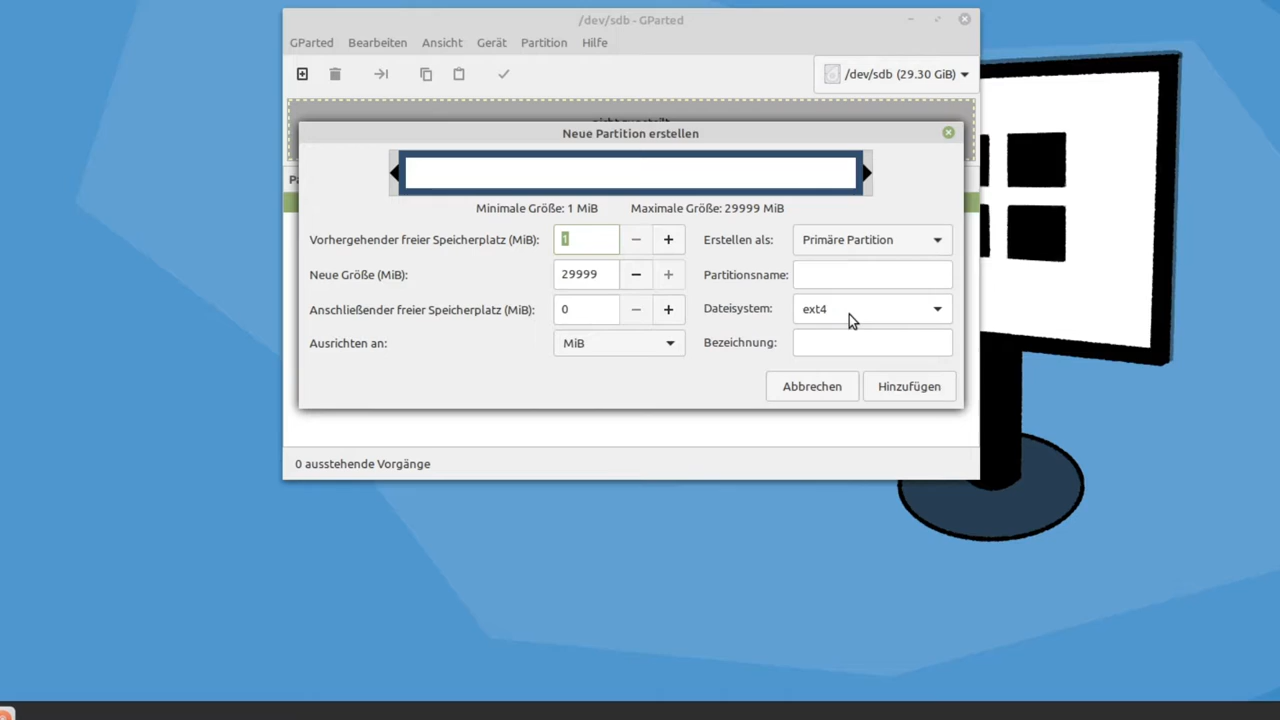 /dev/sdb - GParted
GParted Bearbeiten Ansicht Gerät Partition Hilfe
/dev/sdb (29.30 GiB)
Neue Partition erstellen
Minimale Größe: 1 MiB Maximale Größe: 29999 MiB
Vorhergehender freier Speicherplatz (MiB): 1 Erstellen als: Primäre Partition
Neue Größe (MiB): 29999 Partitionsname:
Anschließender freier Speicherplatz (MiB): 0 Dateisystem: ext4
Ausrichten an: MiB Bezeichnung:
Abbrechen Hinzufügen
0 ausstehende Vorgänge